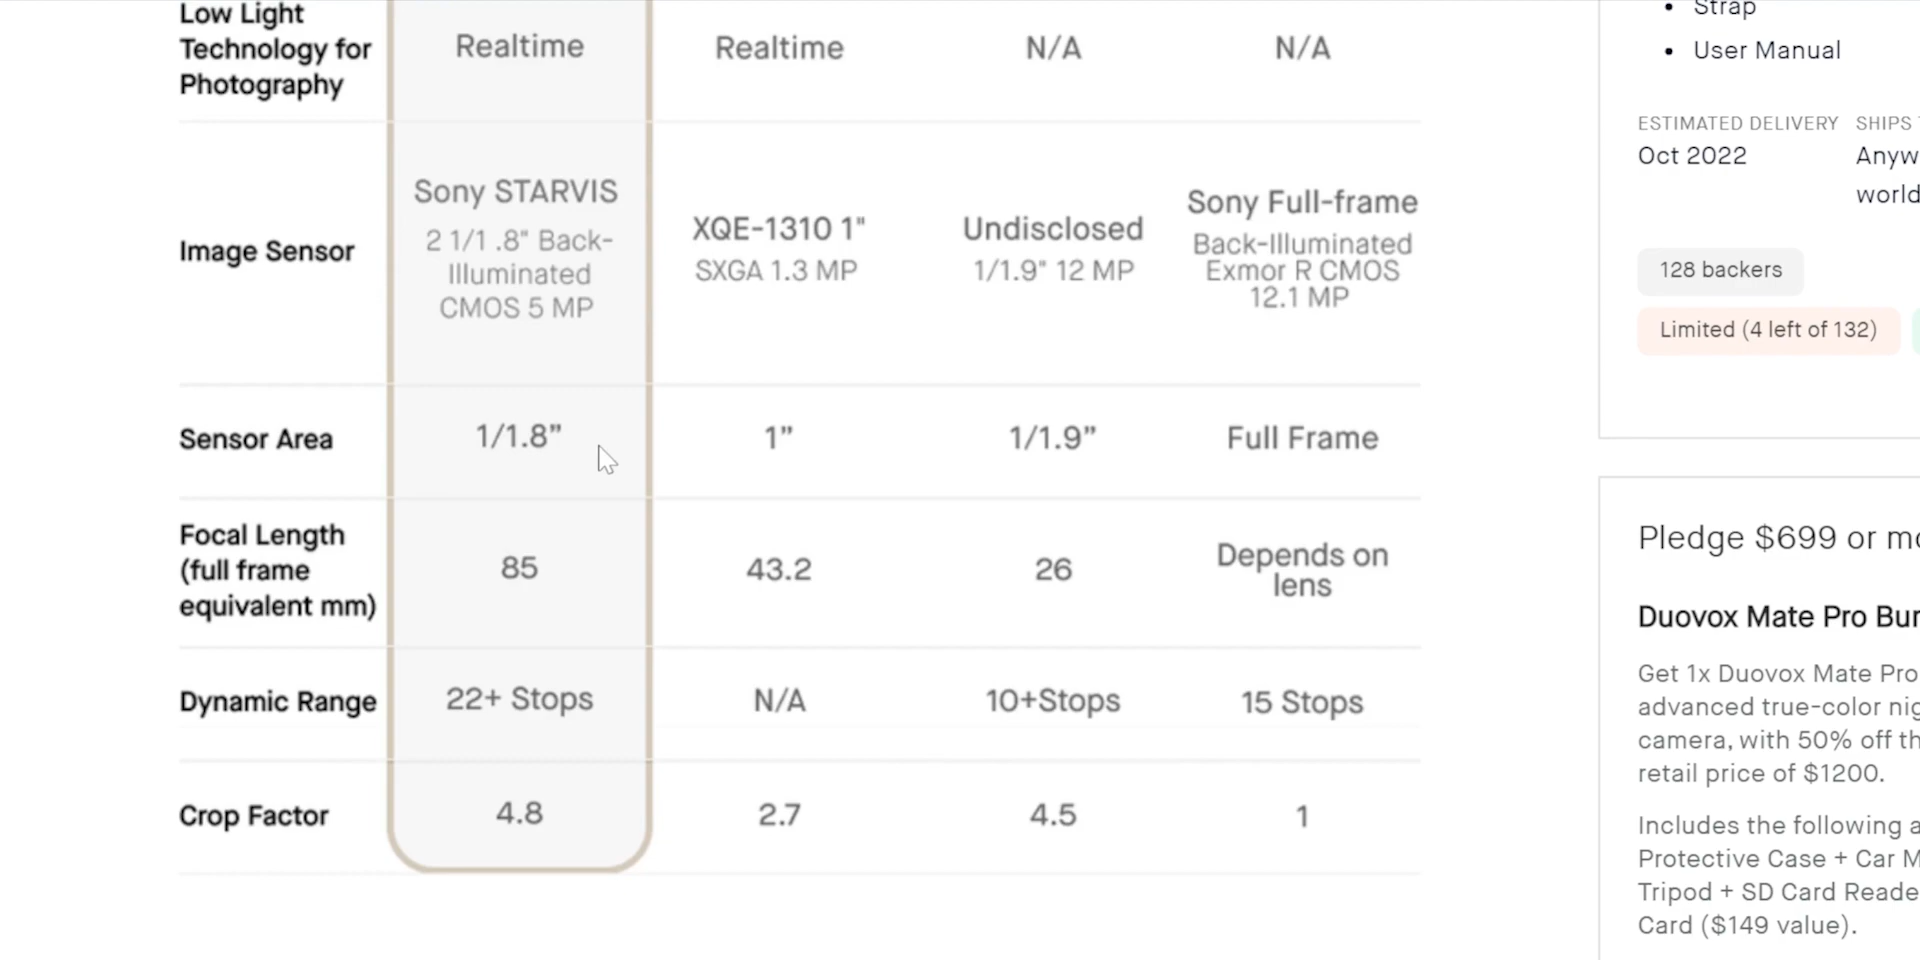 Low Light
Technology for
Photography
Realtime
Realtime
N/A
N/A
Image Sensor
Sony STARVIS
2 1/1 .8" Back-
Illuminated
CMOS 5 MP
XQE-1310 1"
SXGA 1.3 MP
Undisclosed
1/1.9" 12 MP
Sony Full-frame
Back-Illuminated
Exmor R CMOS
12.1 MP
Sensor Area
1/1.8”
1”
1/1.9”
Full Frame
Focal Length
(full frame
equivalent mm)
85
43.2
26
Depends on
lens
Dynamic Range
22+ Stops
N/A
10+Stops
15 Stops
Crop Factor
4.8
2.7
4.5
1
• Strap
• User Manual
ESTIMATED DELIVERY
Oct 2022
SHIPS
Anyw
world
128 backers
Limited (4 left of 132)
Pledge $699 or mo
Duovox Mate Pro Bun
Get 1x Duovox Mate Pro
advanced true-color nig
camera, with 50% off th
retail price of $1200.
Includes the following a
Protective Case + Car M
Tripod + SD Card Reade
Card ($149 value).